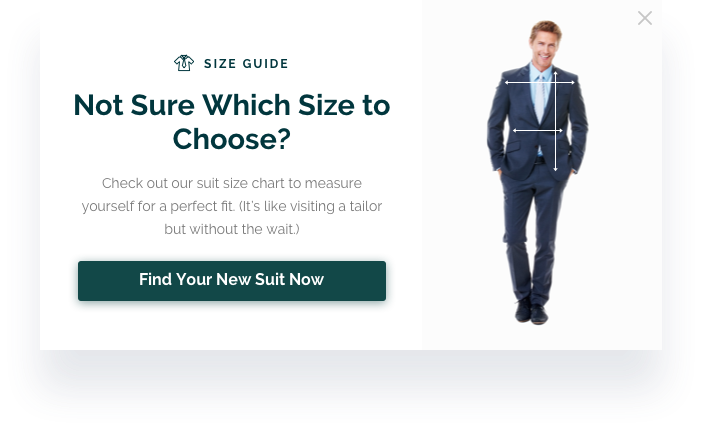 SIZE GUIDE
Not Sure Which Size to
Choose?
Check out our suit size chart to measure
yourself for a perfect fit. (It's like visiting a tailor
but without the wait.)
Find Your New Suit Now